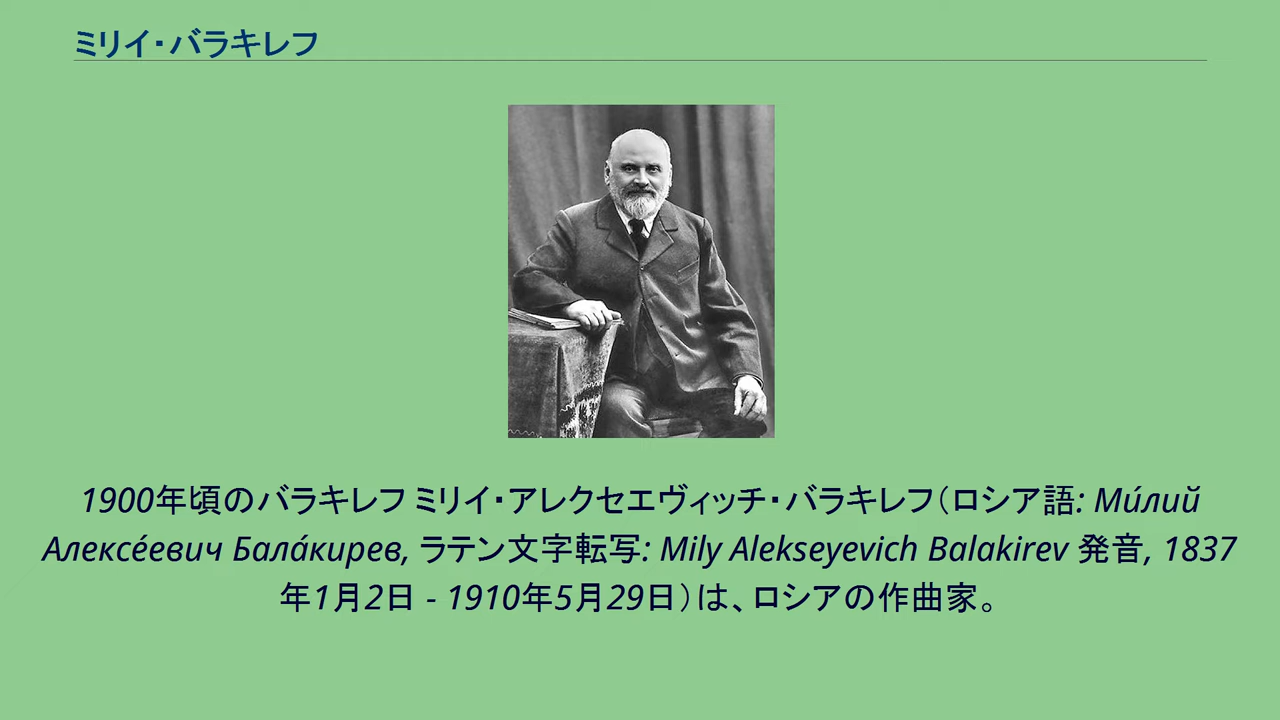 ミリイ・バラキレフ
1900年頃のバラキレフ ミリイ・アレクセエヴィッチ・バラキレフ（ロシア語: Ми́лий
Алексе́евич Бала́кирев, ラテン文字転写: Mily Alekseyevich Balakirev 発音, 1837
年1月2日 - 1910年5月29日）は、ロシアの作曲家。